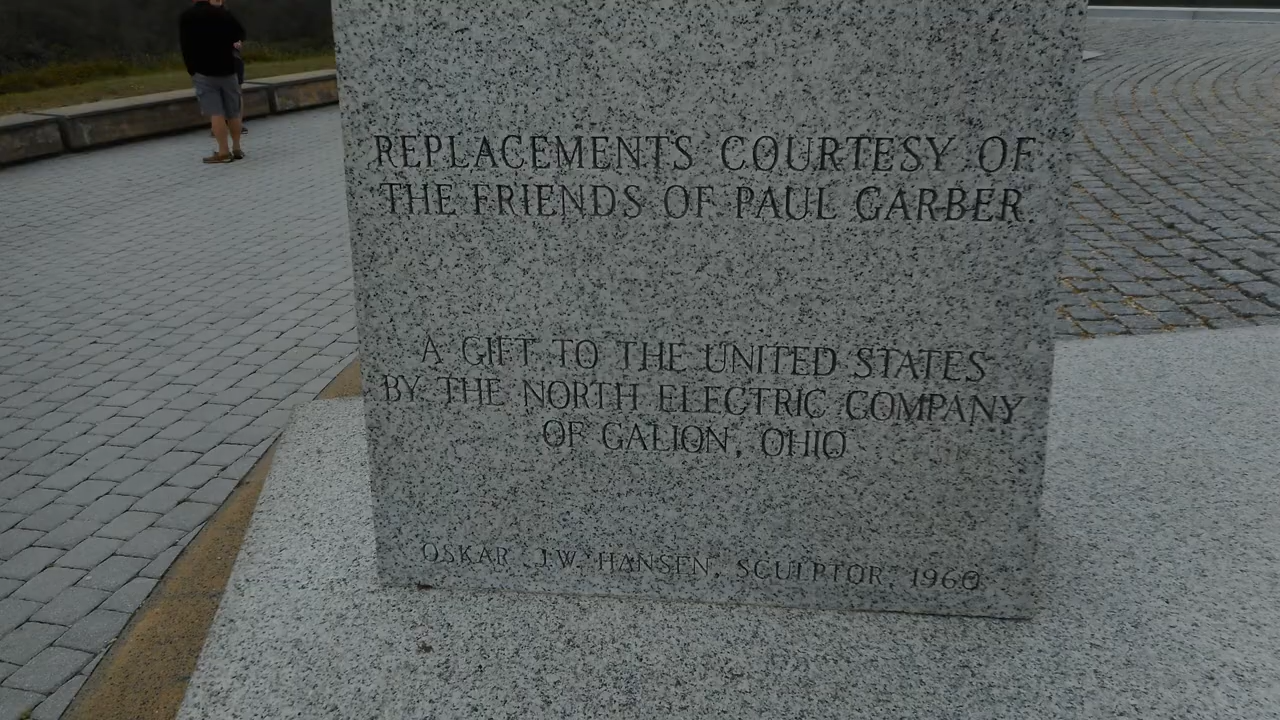 REPLACEMENTS COURTESY OF
THE FRIENDS OF PAUL GARBER.
A GIFT TO THE UNITED STATES
BY THE NORTH ELECTRIC COMPANY
OF GALION, OHIO
OSKAR J.W. HANSEN, SCULPTOR, 1960